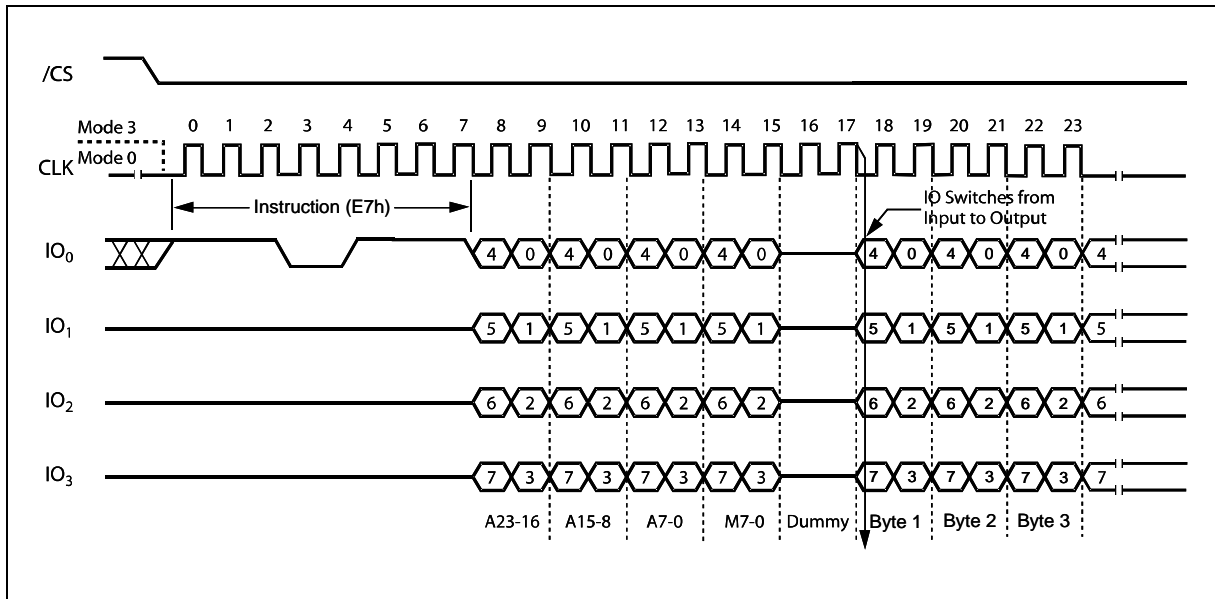 /CS
Mode 3
0 1 2 3 4 5 6 7 8 9 10 11 12 13 14 15 16 17 18 19 20 21 22 23
Mode 0
CLK
Instruction (E7h)
IO Switches from
Input to Output
IO0 4 0 4 0 4 0 4 0 4 0 4 0 4 0 4
IO1 5 1 5 1 5 1 5 1 5 1 5 1 5 1 5
IO2 6 2 6 2 6 2 6 2 6 2 6 2 6 2 6
IO3 7 3 7 3 7 3 7 3 7 3 7 3 7 3 7
A23-16 A15-8 A7-0 M7-0 Dummy Byte 1 Byte 2 Byte 3